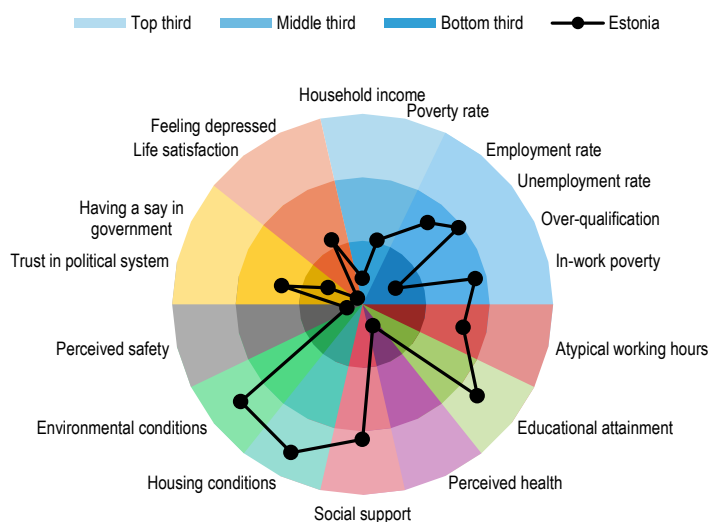 Top third
Middle third
Bottom third
Estonia
Household income
Poverty rate
Employment rate
Unemployment rate
Over-qualification
In-work poverty
Atypical working hours
Educational attainment
Perceived health
Social support
Housing conditions
Environmental conditions
Perceived safety
Trust in political system
Having a say in
government
Life satisfaction
Feeling depressed